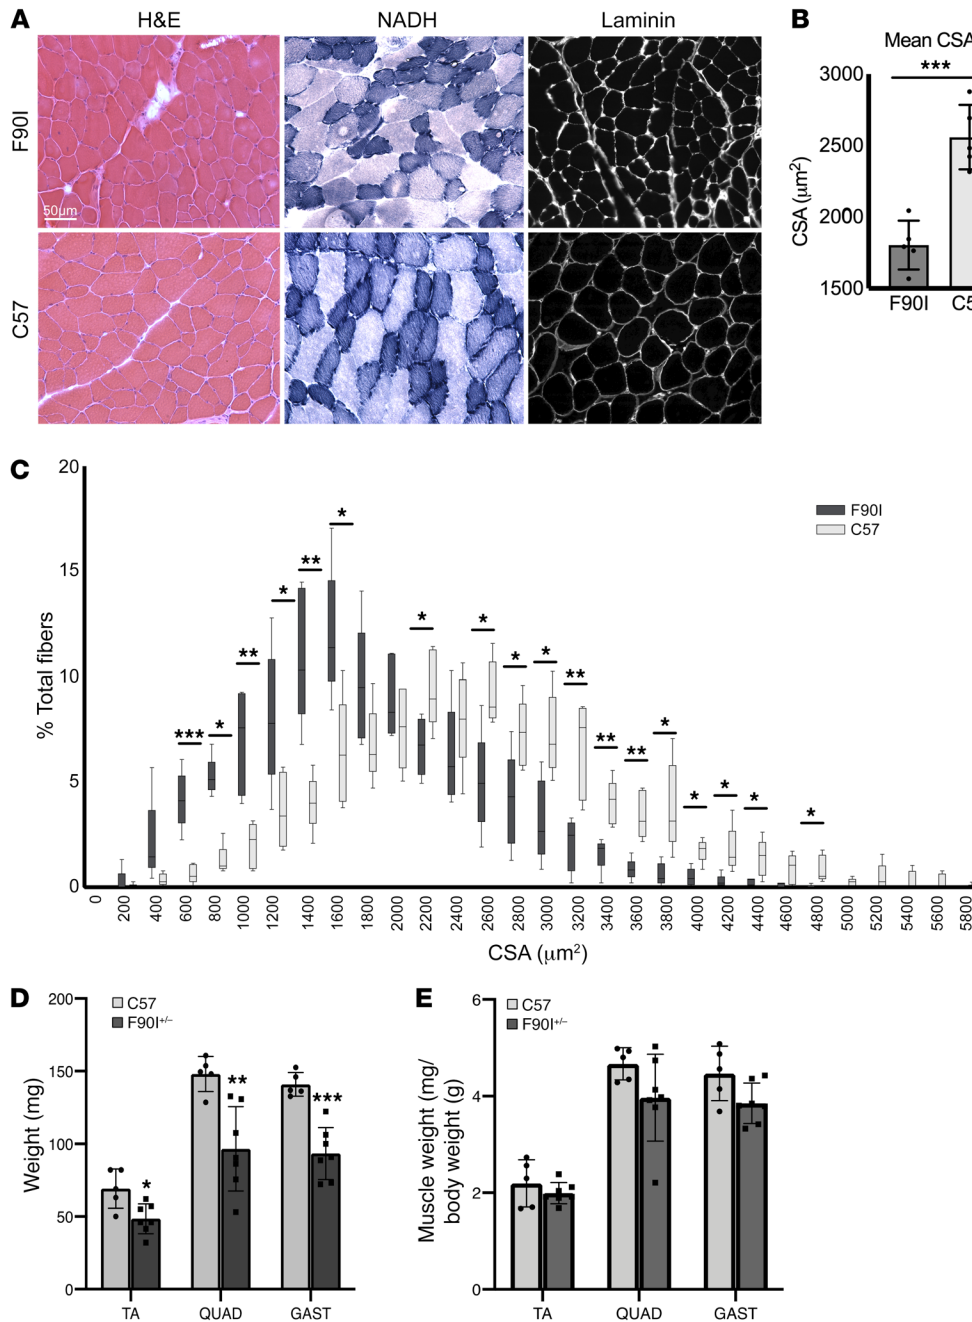 A
H&E
NADH
Laminin
F90I
50µm
C57
B
Mean CSA
***
3000
2500
2000
1500
CSA (µm²)
F90I
C5
C
20
15
10
5
0
% Total fibers
***
*
**
*
**
*
*
*
*
*
**
**
**
*
*
*
*
*
F90I
C57
0 200 400 600 800 1000 1200 1400 1600 1800 2000 2200 2400 2600 2800 3000 3200 3400 3600 3800 4000 4200 4400 4600 4800 5000 5200 5400 5600 5800
CSA (µm²)
D
200
150
100
50
0
Weight (mg)
C57
F90I+/–
*
**
***
TA QUAD GAST
E
6
4
2
0
Muscle weight (mg/
body weight (g)
C57
F90I+/–
TA QUAD GAST